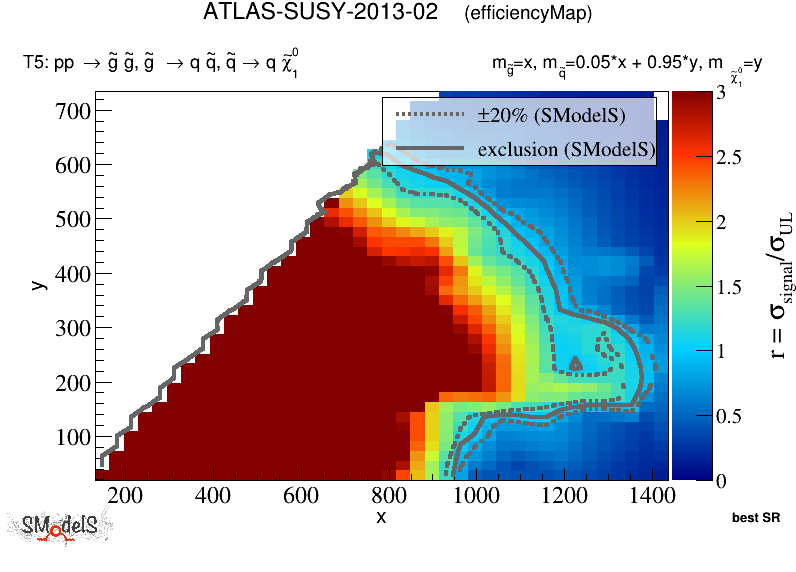 ATLAS-SUSY-2013-02 (efficiencyMap)
T5: pp → g̃ g̃, g̃ → q q̃, q̃ → q χ̃⁰₁ m_g̃=x, m_q̃=0.05*x + 0.95*y, m_χ̃⁰₁=y
±20% (SModelS)
exclusion (SModelS)
700
600
500
400
300
200
100
y
200 400 600 800 1000 1200 1400
x
3
2.5
2
1.5
1
0.5
0
r = σ_signal/σ_UL
SModelS
best SR